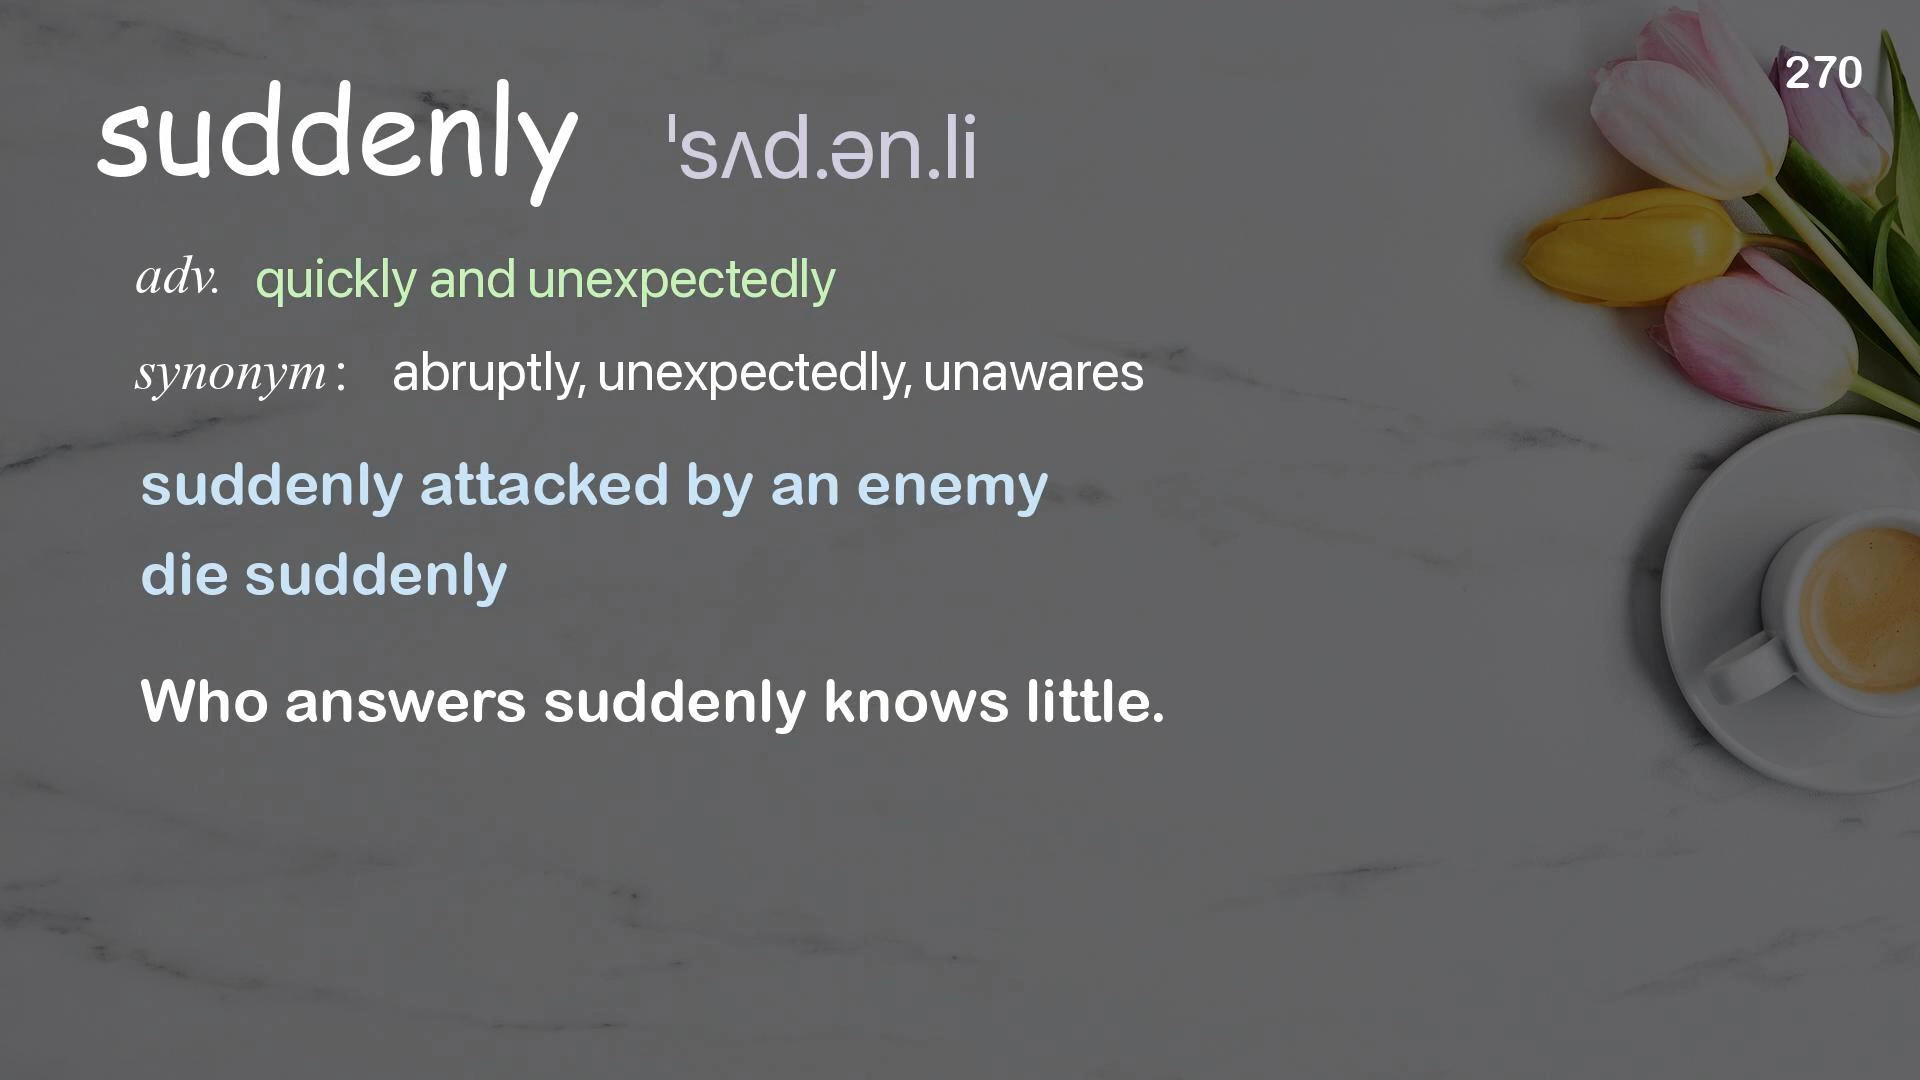 270
suddenly ˈsʌd.ən.li
adv. quickly and unexpectedly
synonym : abruptly, unexpectedly, unawares
suddenly attacked by an enemy
die suddenly
Who answers suddenly knows little.